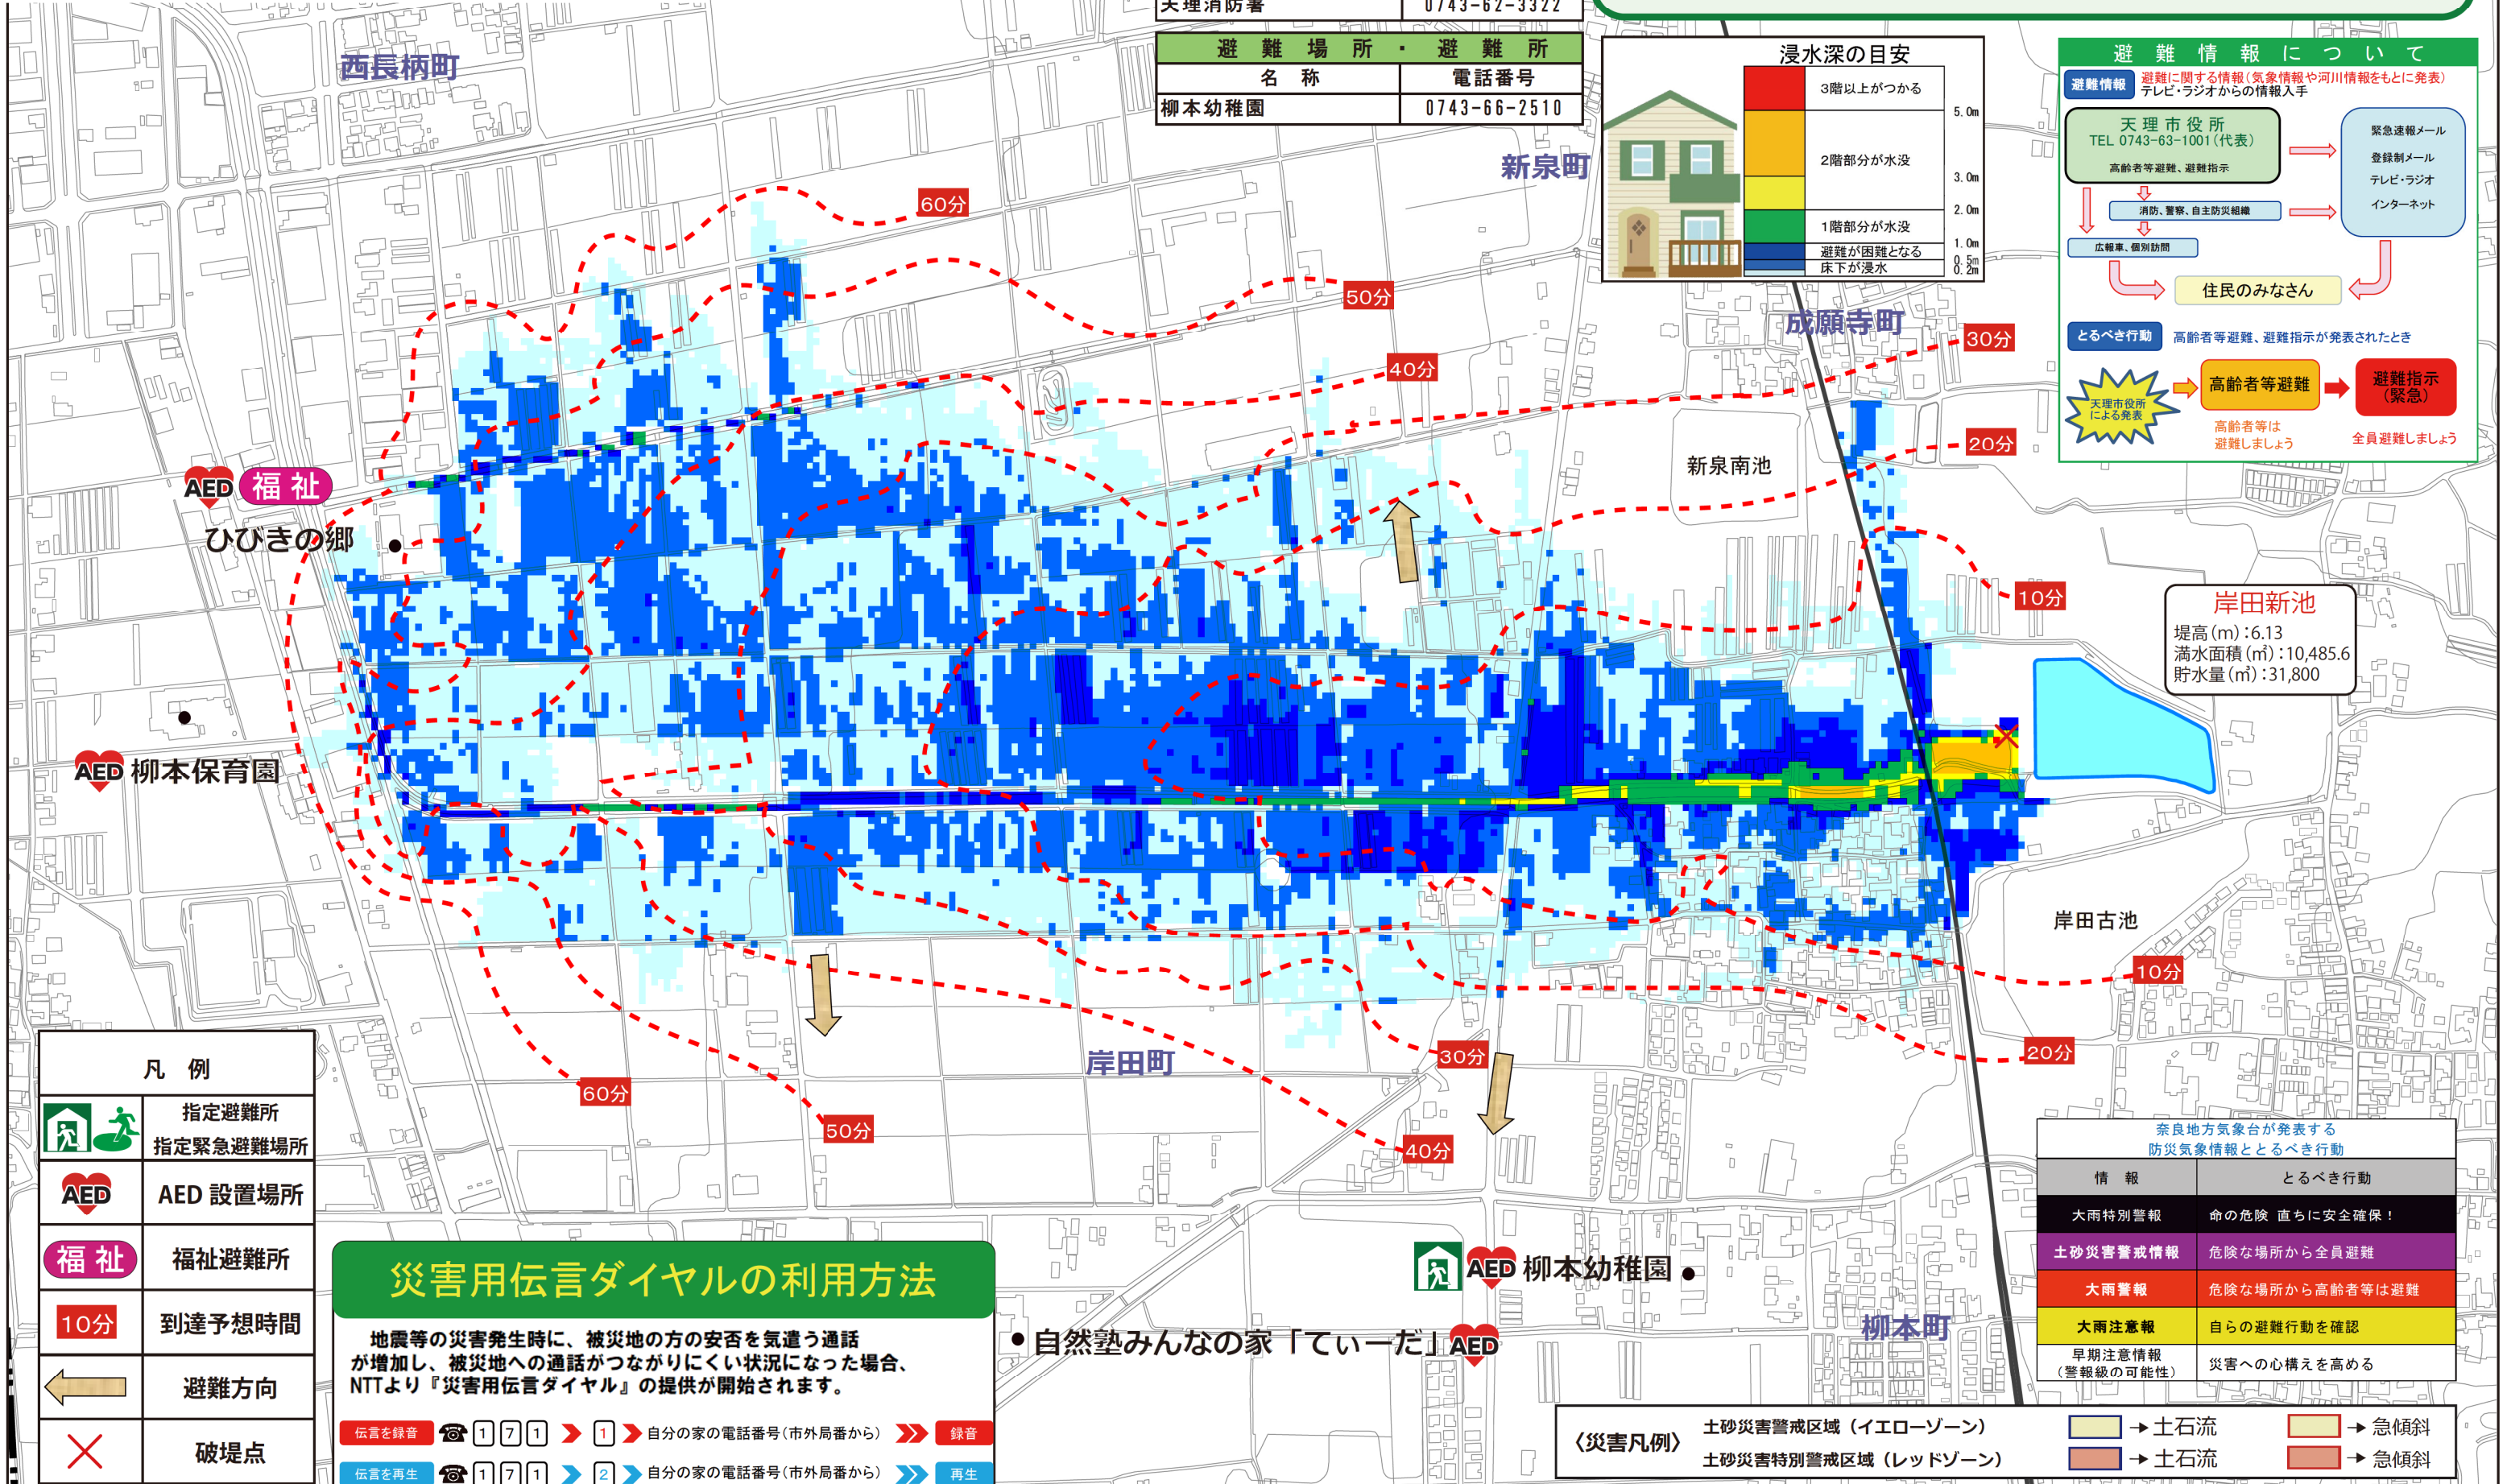 天理消防署
0743-62-3322
避難場所・避難所
名 称
電話番号
柳本幼稚園
0743-66-2510
浸水深の目安
3階以上がつかる
5.0m
2階部分が水没
3.0m
2.0m
1階部分が水没
1.0m
避難が困難となる
0.5m
床下が浸水
0.2m
避難情報について
避難情報
避難に関する情報（気象情報や河川情報をもとに発表）
テレビ・ラジオからの情報入手
天理市役所
TEL 0743-63-1001（代表）
高齢者等避難、避難指示
緊急速報メール
登録制メール
テレビ・ラジオ
インターネット
消防、警察、自主防災組織
広報車、個別訪問
住民のみなさん
とるべき行動
高齢者等避難、避難指示が発表されたとき
天理市役所
による発表
高齢者等避難
避難指示
（緊急）
高齢者等は
避難しましょう
全員避難しましょう
西長柄町
新泉町
成願寺町
60分
50分
40分
30分
20分
10分
新泉南池
AED
福祉
ひびきの郷
岸田新池
堤高(m)：6.13
満水面積(㎡)：10,485.6
貯水量(㎥)：31,800
AED
柳本保育園
岸田古池
10分
20分
30分
40分
50分
60分
岸田町
凡 例
指定避難所
指定緊急避難場所
AED
AED 設置場所
福祉
福祉避難所
10分
到達予想時間
避難方向
破堤点
災害用伝言ダイヤルの利用方法
地震等の災害発生時に、被災地の方の安否を気遣う通話
が増加し、被災地への通話がつながりにくい状況になった場合、
NTTより『災害用伝言ダイヤル』の提供が開始されます。
伝言を録音 ☎ 1 7 1 1 自分の家の電話番号（市外局番から） 録音
伝言を再生 ☎ 1 7 1 2 自分の家の電話番号（市外局番から） 再生
AED
柳本幼稚園
自然塾みんなの家「てぃーだ」
AED
柳本町
奈良地方気象台が発表する
防災気象情報ととるべき行動
情 報
とるべき行動
大雨特別警報
命の危険 直ちに安全確保！
土砂災害警戒情報
危険な場所から全員避難
大雨警報
危険な場所から高齢者等は避難
大雨注意報
自らの避難行動を確認
早期注意情報
（警報級の可能性）
災害への心構えを高める
〈災害凡例〉
土砂災害警戒区域（イエローゾーン）
→土石流
→急傾斜
土砂災害特別警戒区域（レッドゾーン）
→土石流
→急傾斜